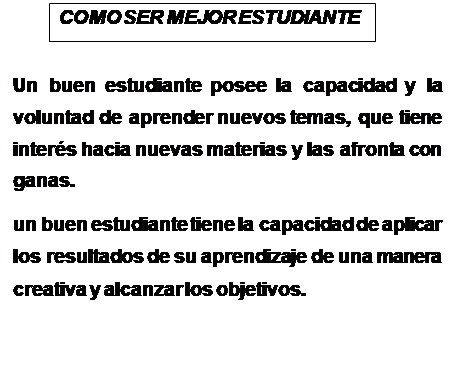 COMO SER MEJOR ESTUDIANTE
Un buen estudiante posee la capacidad y la
voluntad de aprender nuevos temas, que tiene
interés hacia nuevas materias y las afronta con
ganas.
un buen estudiante tiene la capacidad de aplicar
los resultados de su aprendizaje de una manera
creativa y alcanzar los objetivos.